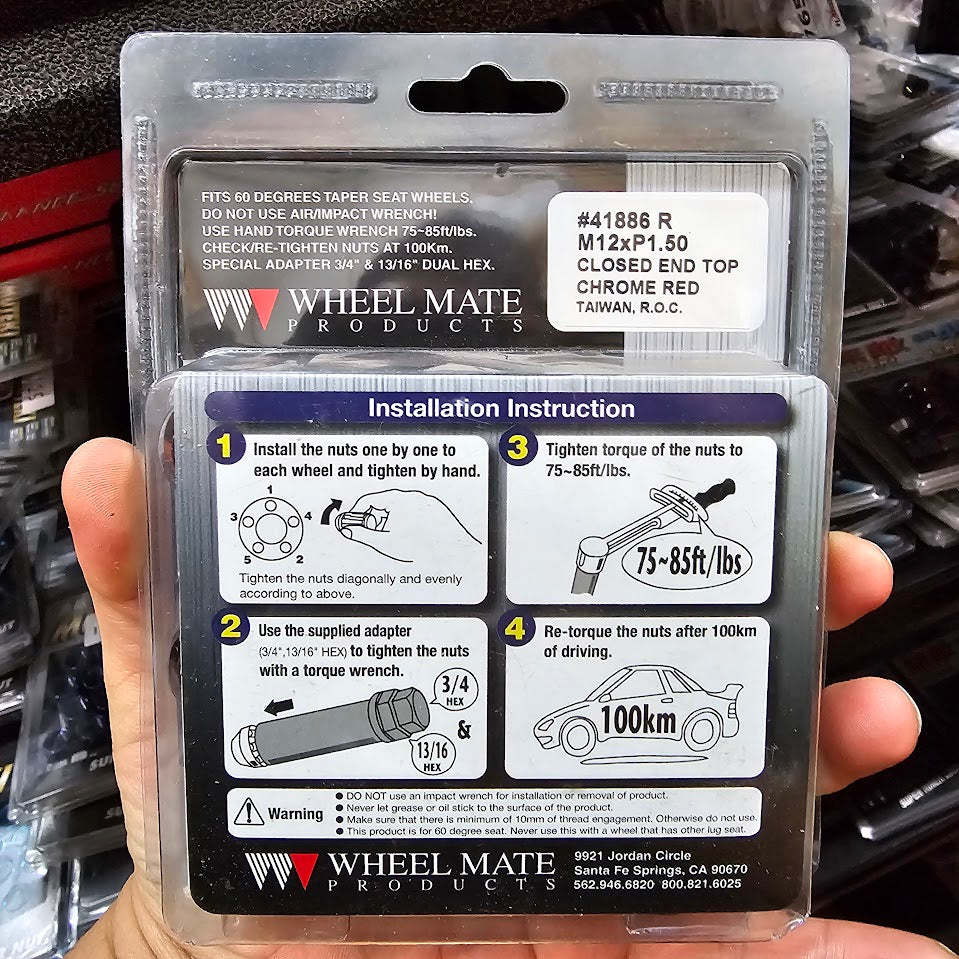 FITS 60 DEGREES TAPER SEAT WHEELS.
DO NOT USE AIR/IMPACT WRENCH!
USE HAND TORQUE WRENCH 75~85ft/lbs.
CHECK/RE-TIGHTEN NUTS AT 100Km.
SPECIAL ADAPTER 3/4" & 13/16" DUAL HEX.
WHEEL MATE
PRODUCTS
#41886 R
M12xP1.50
CLOSED END TOP
CHROME RED
TAIWAN, R.O.C.
Installation Instruction
1 Install the nuts one by one to
each wheel and tighten by hand.
1
3 4
5 2
Tighten the nuts diagonally and evenly
according to above.
2 Use the supplied adapter
(3/4",13/16" HEX) to tighten the nuts
with a torque wrench.
3/4
HEX
&
13/16
HEX
3 Tighten torque of the nuts to
75~85ft/lbs.
75~85ft/lbs
4 Re-torque the nuts after 100km
of driving.
100km
Warning
● DO NOT use an impact wrench for installation or removal of product.
● Never let grease or oil stick to the surface of the product.
● Make sure that there is minimum of 10mm of thread engagement. Otherwise do not use.
● This product is for 60 degree seat. Never use this with a wheel that has other lug seat.
WHEEL MATE
PRODUCTS
9921 Jordan Circle
Santa Fe Springs, CA 90670
562.946.6820 800.821.6025